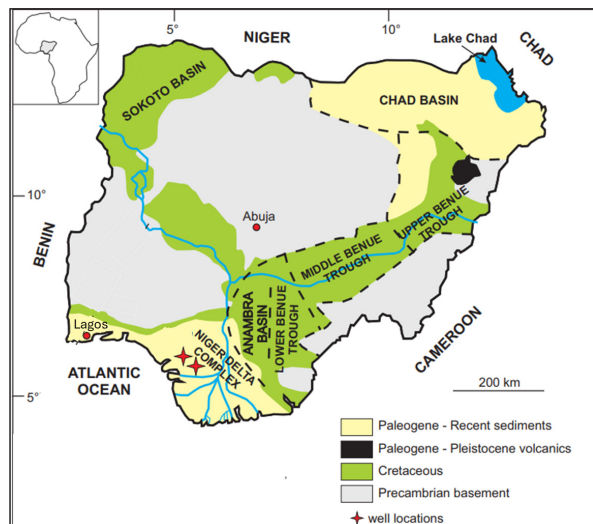 5°
10°
NIGER
Lake Chad
CHAD
SOKOTO BASIN
CHAD BASIN
10°
BENIN
Abuja
UPPER BENUE
TROUGH
MIDDLE BENUE
TROUGH
ANAMBRA
BASIN
LOWER BENUE
TROUGH
CAMEROON
Lagos
NIGER DELTA
COMPLEX
ATLANTIC
OCEAN
200 km
5°
Paleogene - Recent sediments
Paleogene - Pleistocene volcanics
Cretaceous
Precambrian basement
well locations